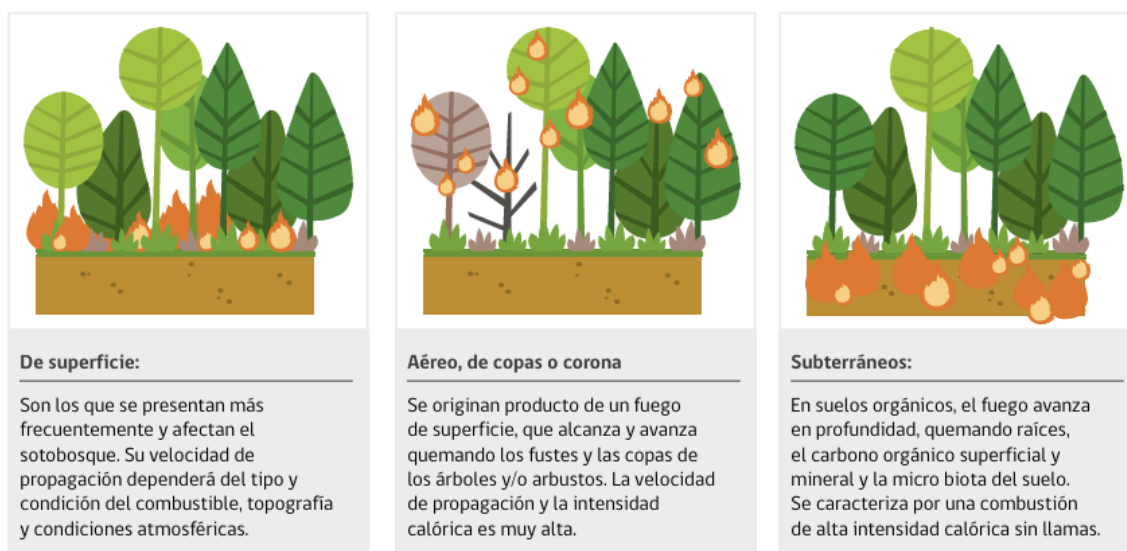 De superficie:
Son los que se presentan más
frecuentemente y afectan el
sotobosque. Su velocidad de
propagación dependerá del tipo y
condición del combustible, topografía
y condiciones atmosféricas.
Aéreo, de copas o corona
Se originan producto de un fuego
de superficie, que alcanza y avanza
quemando los fustes y las copas de
los árboles y/o arbustos. La velocidad
de propagación y la intensidad
calórica es muy alta.
Subterráneos:
En suelos orgánicos, el fuego avanza
en profundidad, quemando raíces,
el carbono orgánico superficial y
mineral y la micro biota del suelo.
Se caracteriza por una combustión
de alta intensidad calórica sin llamas.